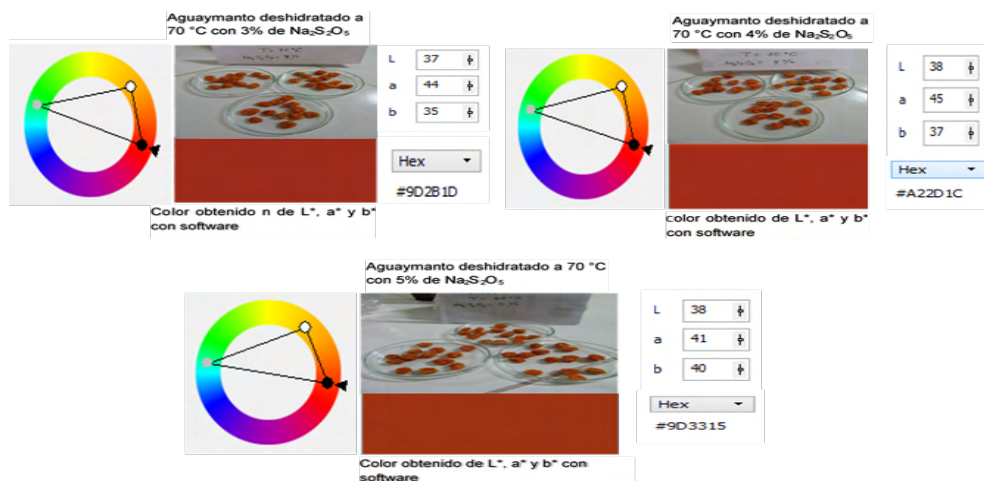 Aguaymanto deshidratado a
70 °C con 3% de Na₂S₂O₅
L 37
a 44
b 35
Hex
#9D2B1D
Color obtenido n de L*, a* y b*
con software
Aguaymanto deshidratado a
70 °C con 4% de Na₂S₂O₅
L 38
a 45
b 37
Hex
#A22D1C
color obtenido de L*, a* y b*
con software
Aguaymanto deshidratado a 70 °C
con 5% de Na₂S₂O₅
L 38
a 41
b 40
Hex
#9D3315
Color obtenido de L*, a* y b* con
software